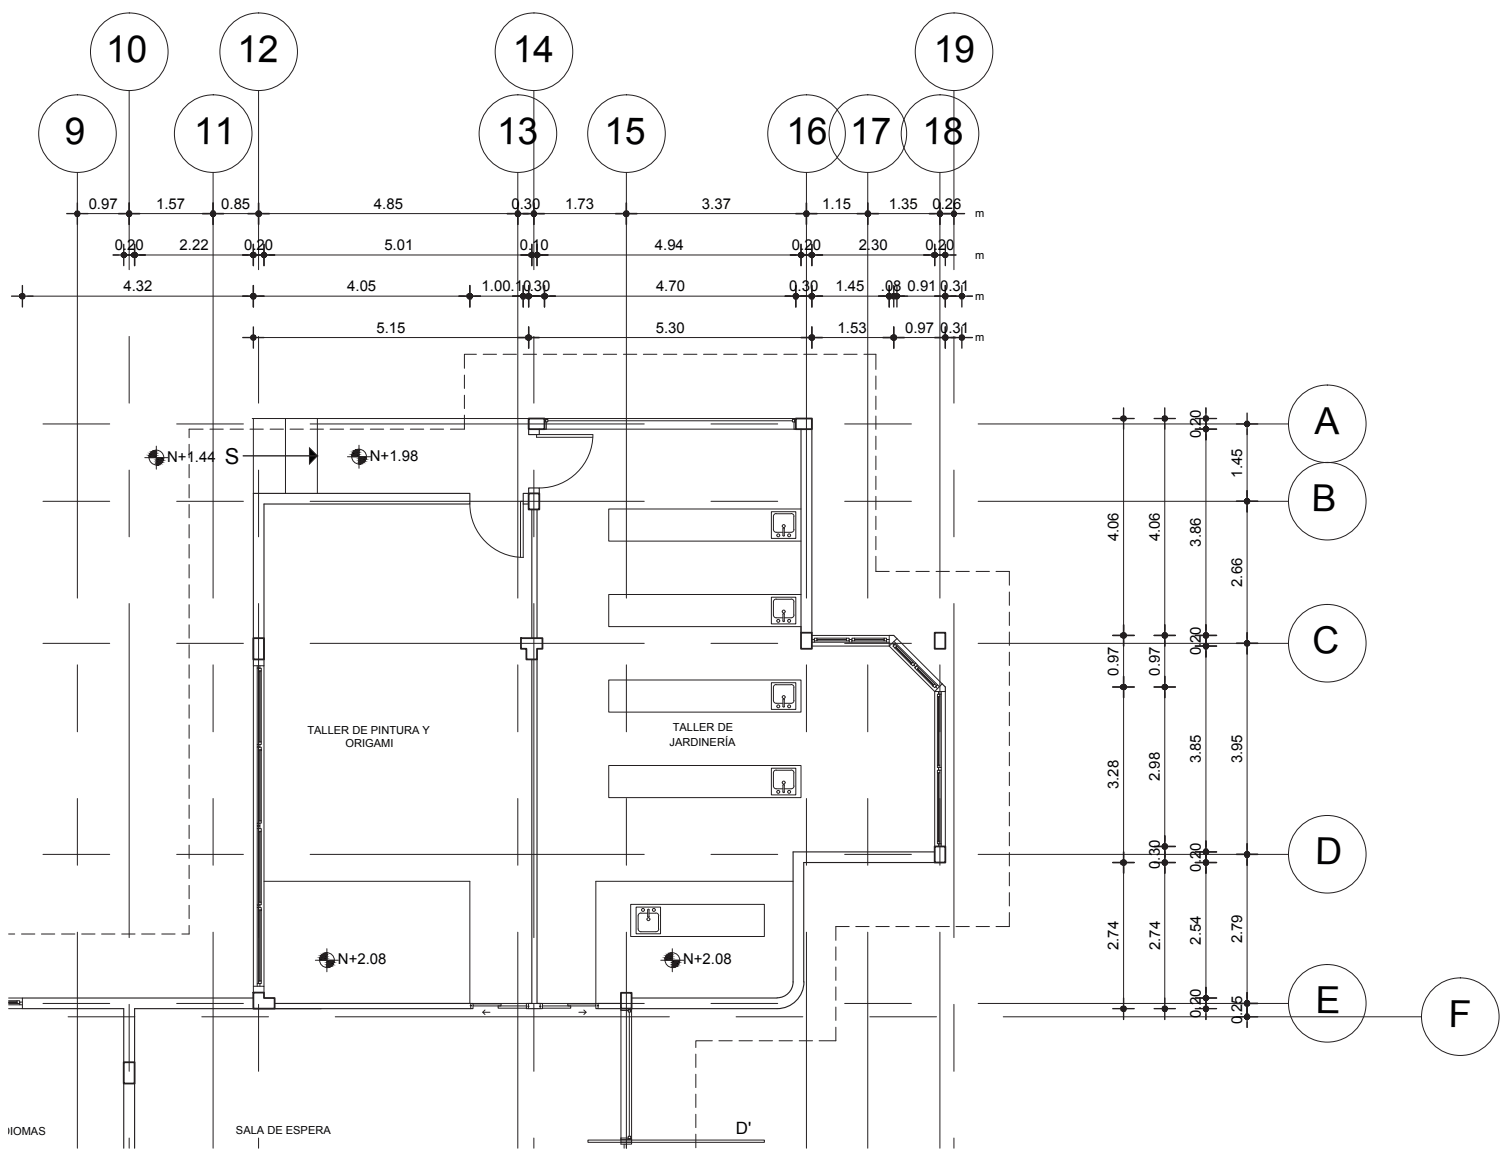 10
12
14
19
9
11
13
15
16
17
18
0.97 1.57 0.85 4.85 0.30 1.73 3.37 1.15 1.35 0.26 m
0.20 2.22 0.20 5.01 0.10 4.94 0.20 2.30 0.20 m
4.32 4.05 1.00 0.30 4.70 0.30 1.45 .08 0.91 0.31 m
5.15 5.30 1.53 0.97 0.31 m
A
B
C
D
E
F
4.06 0.97 3.28 2.74
4.06 0.97 2.98 0.30 2.74
0.20 3.86 0.20 3.85 0.20 2.54 0.20
1.45 2.66 3.95 2.79 0.25
N+1.44
S
N+1.98
TALLER DE PINTURA Y
ORIGAMI
TALLER DE
JARDINERÍA
N+2.08
N+2.08
IOMAS
SALA DE ESPERA
D'